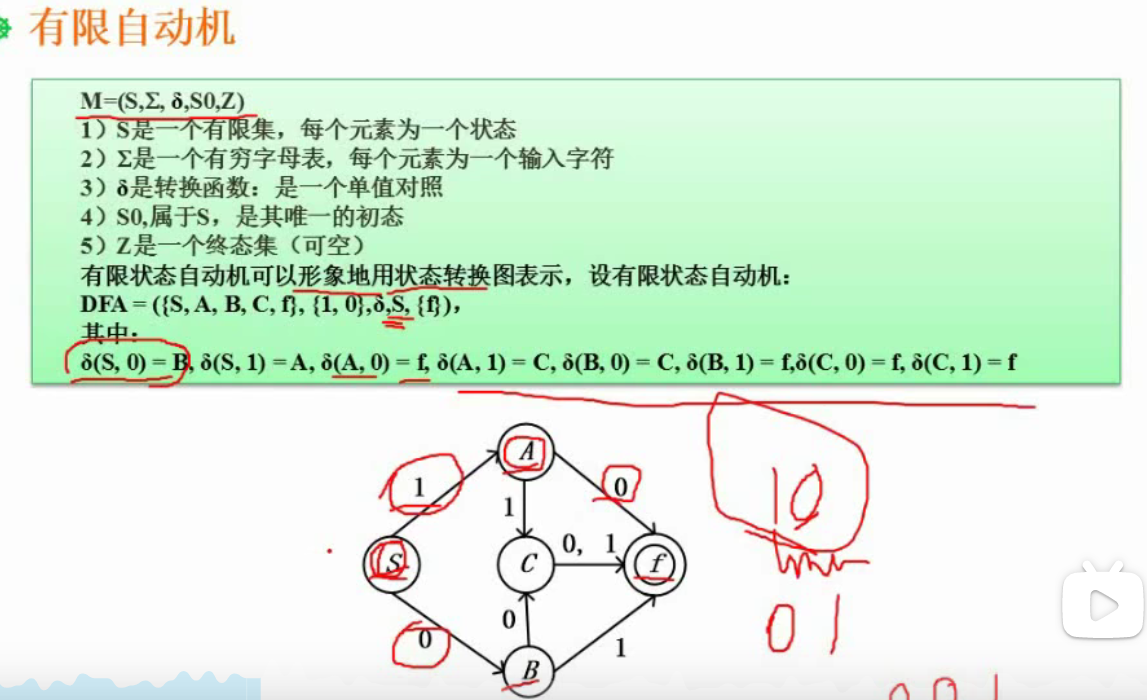 有限自动机
M=(S,Σ, δ,S0,Z)
1）S是一个有限集，每个元素为一个状态
2）Σ是一个有穷字母表，每个元素为一个输入字符
3）δ是转换函数：是一个单值对照
4）S0,属于S，是其唯一的初态
5）Z是一个终态集（可空）
有限状态自动机可以形象地用状态转换图表示，设有限状态自动机：
DFA = ({S, A, B, C, f}, {1, 0},δ,S, {f})，
其中：
δ(S, 0) = B, δ(S, 1) = A, δ(A, 0) = f, δ(A, 1) = C, δ(B, 0) = C, δ(B, 1) = f,δ(C, 0) = f, δ(C, 1) = f
A
1
0
10
1
0, 1
S
C
f
0
0
1
01
B
001